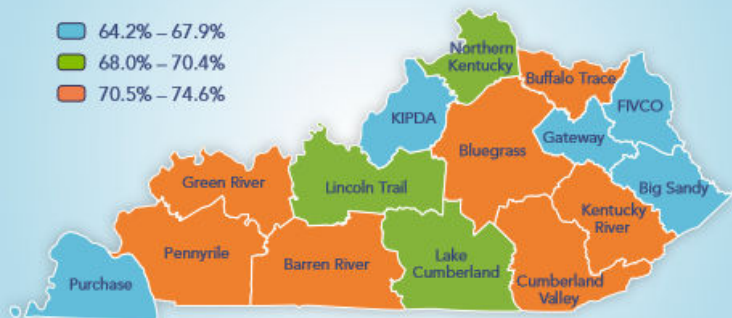 64.2% – 67.9%
68.0% – 70.4%
70.5% – 74.6%
Northern
Kentucky
Buffalo Trace
FIVCO
KIPDA
Gateway
Bluegrass
Green River
Lincoln Trail
Big Sandy
Kentucky
River
Pennyrile
Barren River
Lake
Cumberland
Cumberland
Valley
Purchase